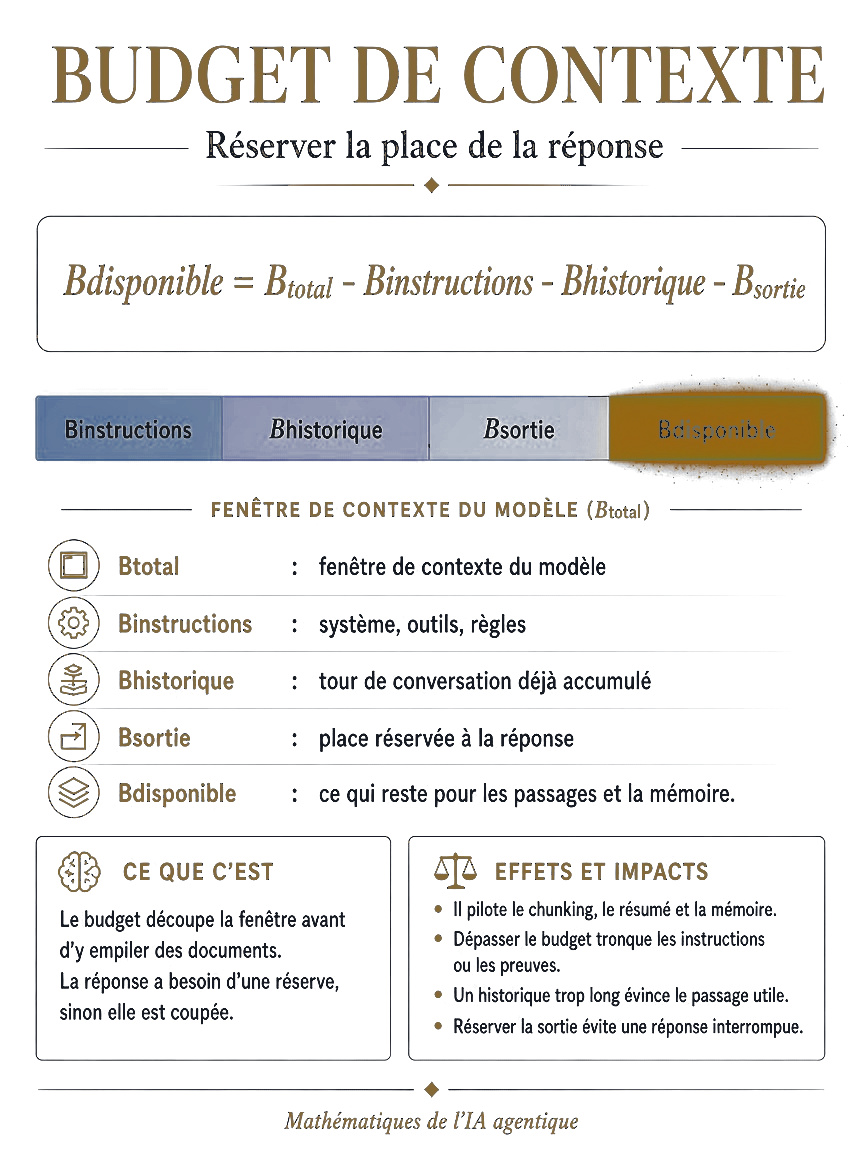 BUDGET DE CONTEXTE
Réserver la place de la réponse
Bdisponible = Btotal - Binstructions - Bhistorique - Bsortie
Binstructions Bhistorique Bsortie Bdisponible
FENÊTRE DE CONTEXTE DU MODÈLE (Btotal)
Btotal : fenêtre de contexte du modèle
Binstructions : système, outils, règles
Bhistorique : tour de conversation déjà accumulé
Bsortie : place réservée à la réponse
Bdisponible : ce qui reste pour les passages et la mémoire.
CE QUE C’EST
Le budget découpe la fenêtre avant
d’y empiler des documents.
La réponse a besoin d’une réserve,
sinon elle est coupée.
EFFETS ET IMPACTS
• Il pilote le chunking, le résumé et la mémoire.
• Dépasser le budget tronque les instructions
ou les preuves.
• Un historique trop long évince le passage utile.
• Réserver la sortie évite une réponse interrompue.
Mathématiques de l’IA agentique